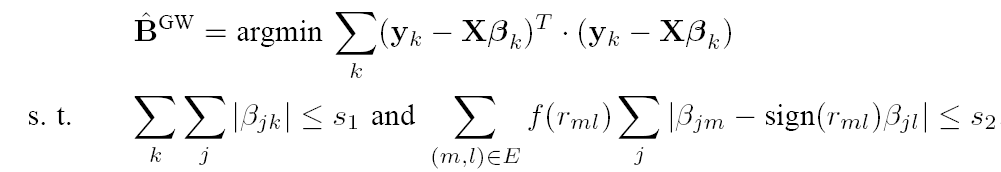 B̂^GW = argmin ∑_k (y_k − Xβ_k)^T · (y_k − Xβ_k)
s. t. ∑_k ∑_j |β_jk| ≤ s_1 and ∑_(m,l)∈E f(r_ml) ∑_j |β_jm − sign(r_ml)β_jl| ≤ s_2